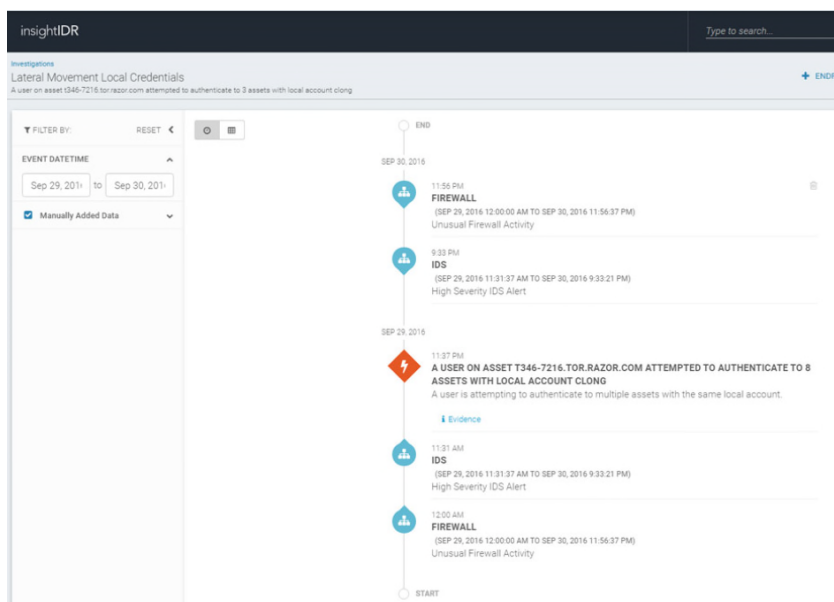 insightIDR
Type to search...
Investigations
Lateral Movement Local Credentials
A user on asset t346-7216.tor.razor.com attempted to authenticate to 3 assets with local account clong
+ ENDP
FILTER BY:
RESET
EVENT DATETIME
Sep 29, 201 to Sep 30, 201
Manually Added Data
END
SEP 30, 2016
11:56 PM
FIREWALL
(SEP 29, 2016 12:00:00 AM TO SEP 30, 2016 11:56:37 PM)
Unusual Firewall Activity
9:33 PM
IDS
(SEP 29, 2016 11:31:37 AM TO SEP 30, 2016 9:33:21 PM)
High Severity IDS Alert
SEP 29, 2016
11:37 PM
A USER ON ASSET T346-7216.TOR.RAZOR.COM ATTEMPTED TO AUTHENTICATE TO 8
ASSETS WITH LOCAL ACCOUNT CLONG
A user is attempting to authenticate to multiple assets with the same local account.
Evidence
11:31 AM
IDS
(SEP 29, 2016 11:31:37 AM TO SEP 30, 2016 9:33:21 PM)
High Severity IDS Alert
12:00 AM
FIREWALL
(SEP 29, 2016 12:00:00 AM TO SEP 30, 2016 11:56:37 PM)
Unusual Firewall Activity
START